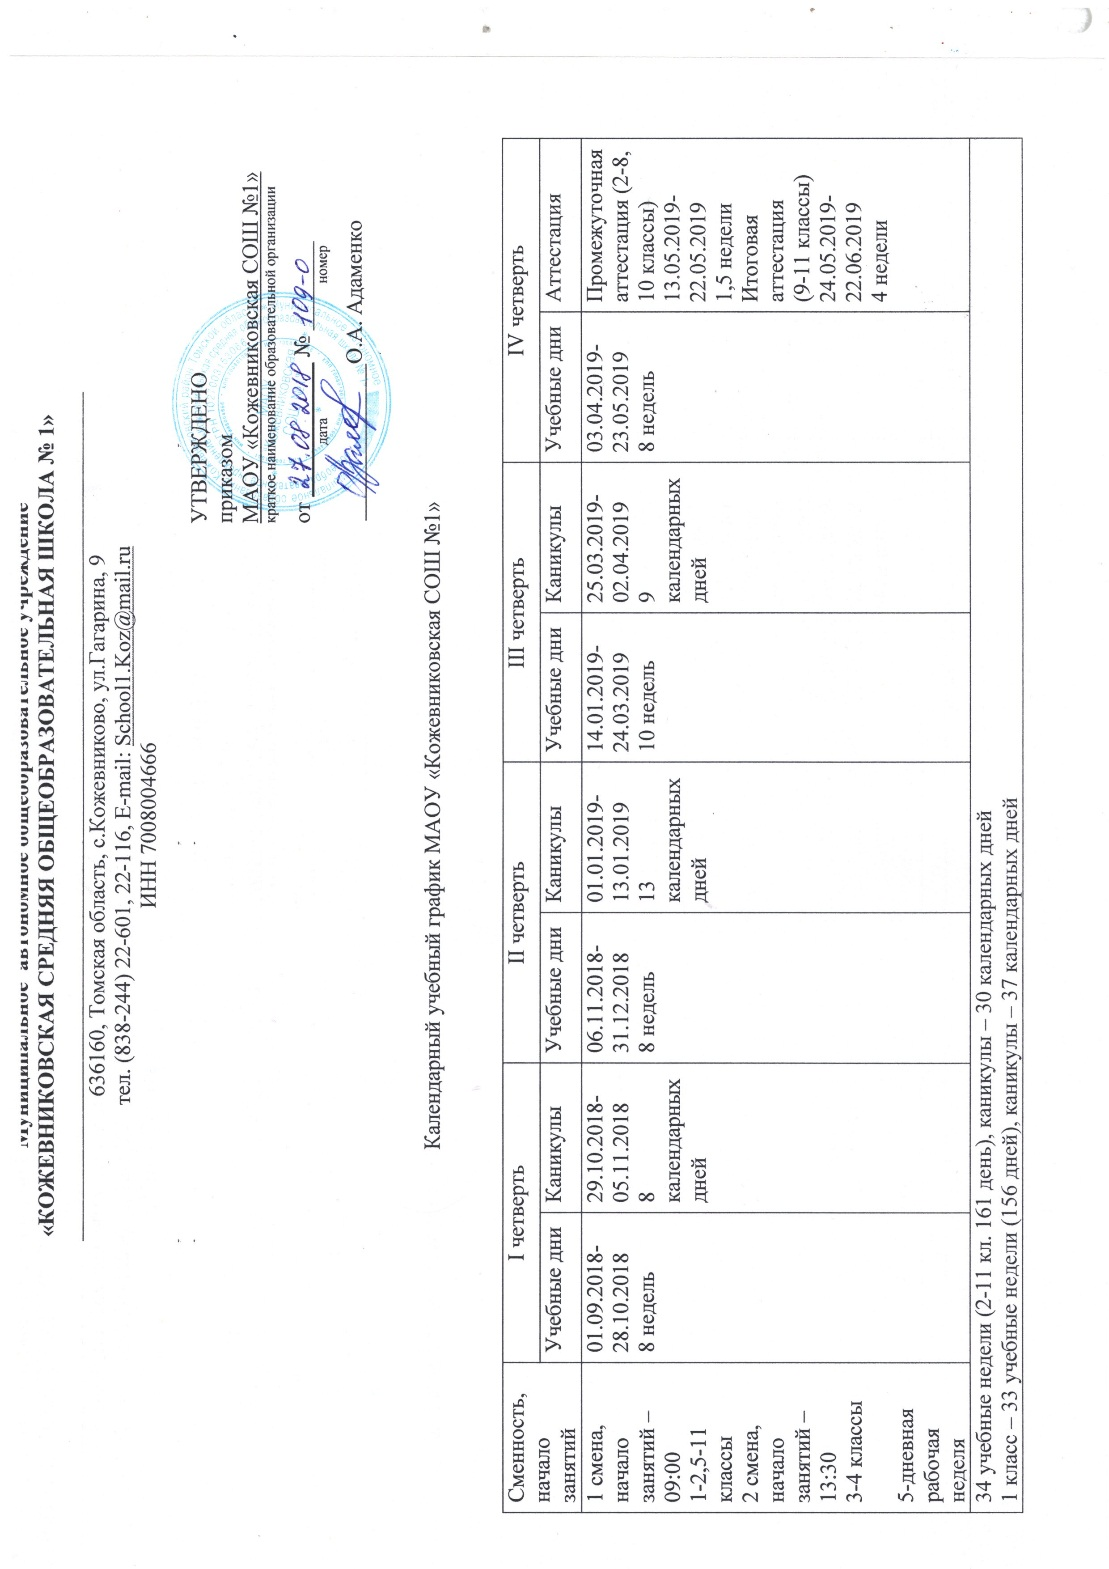 Муниципальное автономное общеобразовательное учреждение
«КОЖЕВНИКОВСКАЯ СРЕДНЯЯ ОБЩЕОБРАЗОВАТЕЛЬНАЯ ШКОЛА № 1»
636160, Томская область, с.Кожевниково, ул.Гагарина, 9
тел. (838-244) 22-601, 22-116, E-mail: School1.Koz@mail.ru
ИНН 7008004666
УТВЕРЖДЕНО
приказом
МАОУ «Кожевниковская СОШ №1»
краткое наименование образовательной организации
от 27.08.2018 № 109-О
дата номер
О.А. Адаменко
Календарный учебный график МАОУ «Кожевниковская СОШ №1»
Сменность,
начало
занятий
I четверть
II четверть
III четверть
IV четверть
Учебные дни
Каникулы
Учебные дни
Каникулы
Учебные дни
Каникулы
Учебные дни
Аттестация
1 смена,
начало
занятий –
09:00
1-2,5-11
классы
2 смена,
начало
занятий –
13:30
3-4 классы
5-дневная
рабочая
неделя
01.09.2018-
28.10.2018
8 недель
29.10.2018-
05.11.2018
8
календарных
дней
06.11.2018-
31.12.2018
8 недель
01.01.2019-
13.01.2019
13
календарных
дней
14.01.2019-
24.03.2019
10 недель
25.03.2019-
02.04.2019
9
календарных
дней
03.04.2019-
23.05.2019
8 недель
Промежуточная
аттестация (2-8,
10 классы)
13.05.2019-
22.05.2019
1,5 недели
Итоговая
аттестация
(9-11 классы)
24.05.2019-
22.06.2019
4 недели
34 учебные недели (2-11 кл. 161 день), каникулы – 30 календарных дней
1 класс – 33 учебные недели (156 дней), каникулы – 37 календарных дней